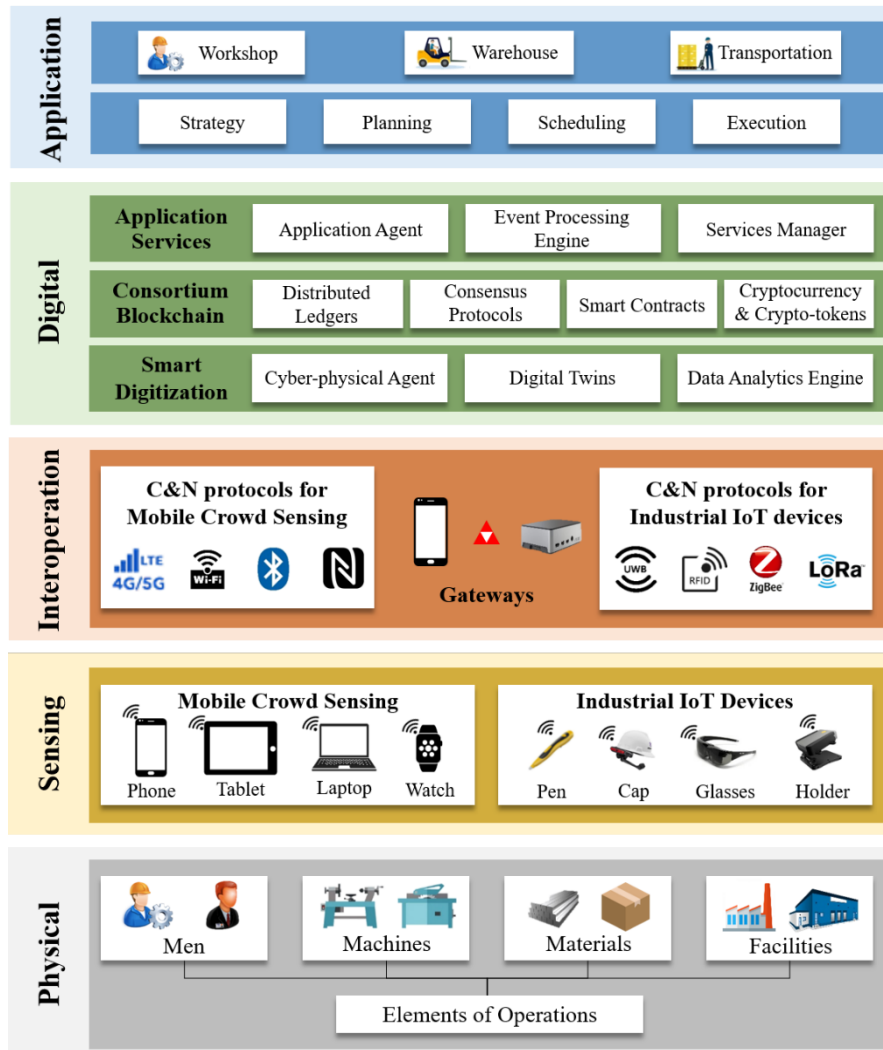 Application
Workshop
Warehouse
Transportation
Strategy
Planning
Scheduling
Execution
Digital
Application
Services
Application Agent
Event Processing
Engine
Services Manager
Consortium
Blockchain
Distributed
Ledgers
Consensus
Protocols
Smart Contracts
Cryptocurrency
& Crypto-tokens
Smart
Digitization
Cyber-physical Agent
Digital Twins
Data Analytics Engine
Interoperation
C&N protocols for
Mobile Crowd Sensing
LTE
4G/5G
Wi-Fi
Gateways
C&N protocols for
Industrial IoT devices
UWB
RFID
ZigBee
LoRa
Sensing
Mobile Crowd Sensing
Phone
Tablet
Laptop
Watch
Industrial IoT Devices
Pen
Cap
Glasses
Holder
Physical
Men
Machines
Materials
Facilities
Elements of Operations